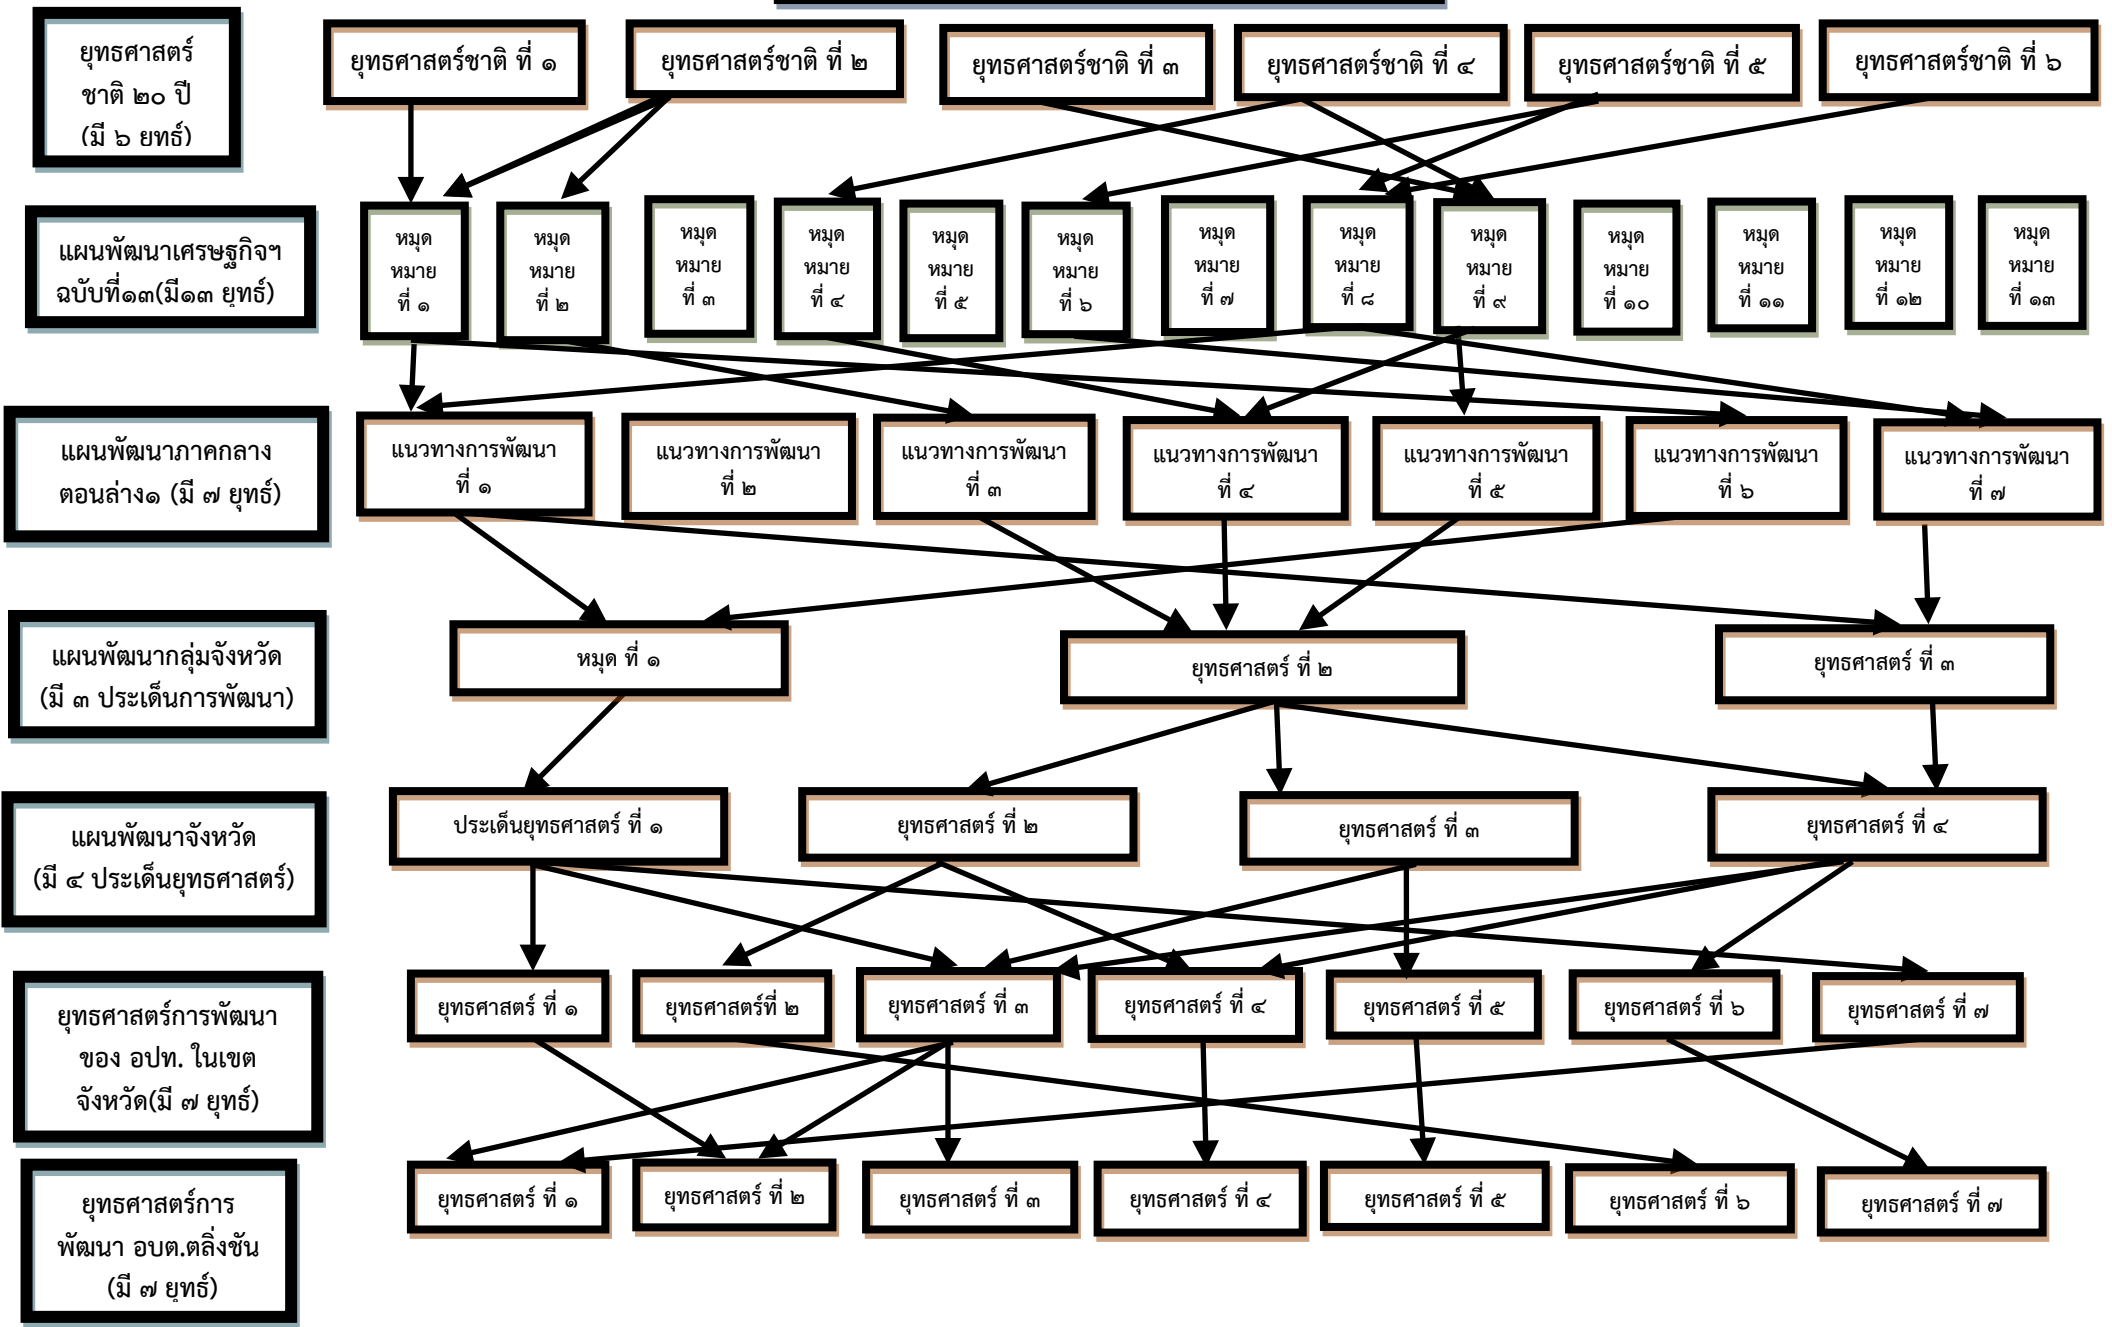 ยุทธศาสตร์
ชาติ ๒๐ ปี
(มี ๖ ยทธ์)
ยุทธศาสตร์ชาติ ที่ ๑
ยุทธศาสตร์ชาติ ที่ ๒
ยุทธศาสตร์ชาติ ที่ ๓
ยุทธศาสตร์ชาติ ที่ ๔
ยุทธศาสตร์ชาติ ที่ ๕
ยุทธศาสตร์ชาติ ที่ ๖
แผนพัฒนาเศรษฐกิจฯ
ฉบับที่๑๓(มี๑๓ ยุทธ์)
หมุด
หมาย
ที่ ๑
หมุด
หมาย
ที่ ๒
หมุด
หมาย
ที่ ๓
หมุด
หมาย
ที่ ๔
หมุด
หมาย
ที่ ๕
หมุด
หมาย
ที่ ๖
หมุด
หมาย
ที่ ๗
หมุด
หมาย
ที่ ๘
หมุด
หมาย
ที่ ๙
หมุด
หมาย
ที่ ๑๐
หมุด
หมาย
ที่ ๑๑
หมุด
หมาย
ที่ ๑๒
หมุด
หมาย
ที่ ๑๓
แผนพัฒนาภาคกลาง
ตอนล่าง๑ (มี ๗ ยุทธ์)
แนวทางการพัฒนา
ที่ ๑
แนวทางการพัฒนา
ที่ ๒
แนวทางการพัฒนา
ที่ ๓
แนวทางการพัฒนา
ที่ ๔
แนวทางการพัฒนา
ที่ ๕
แนวทางการพัฒนา
ที่ ๖
แนวทางการพัฒนา
ที่ ๗
แผนพัฒนากลุ่มจังหวัด
(มี ๓ ประเด็นการพัฒนา)
หมุด ที่ ๑
ยุทธศาสตร์ ที่ ๒
ยุทธศาสตร์ ที่ ๓
แผนพัฒนาจังหวัด
(มี ๔ ประเด็นยุทธศาสตร์)
ประเด็นยุทธศาสตร์ ที่ ๑
ยุทธศาสตร์ ที่ ๒
ยุทธศาสตร์ ที่ ๓
ยุทธศาสตร์ ที่ ๔
ยุทธศาสตร์การพัฒนา
ของ อปท. ในเขต
จังหวัด(มี ๗ ยุทธ์)
ยุทธศาสตร์ ที่ ๑
ยุทธศาสตร์ที่ ๒
ยุทธศาสตร์ ที่ ๓
ยุทธศาสตร์ ที่ ๔
ยุทธศาสตร์ ที่ ๕
ยุทธศาสตร์ ที่ ๖
ยุทธศาสตร์ ที่ ๗
ยุทธศาสตร์การ
พัฒนา อบต.ตลิ่งชัน
(มี ๗ ยุทธ์)
ยุทธศาสตร์ ที่ ๑
ยุทธศาสตร์ ที่ ๒
ยุทธศาสตร์ ที่ ๓
ยุทธศาสตร์ ที่ ๔
ยุทธศาสตร์ ที่ ๕
ยุทธศาสตร์ ที่ ๖
ยุทธศาสตร์ ที่ ๗